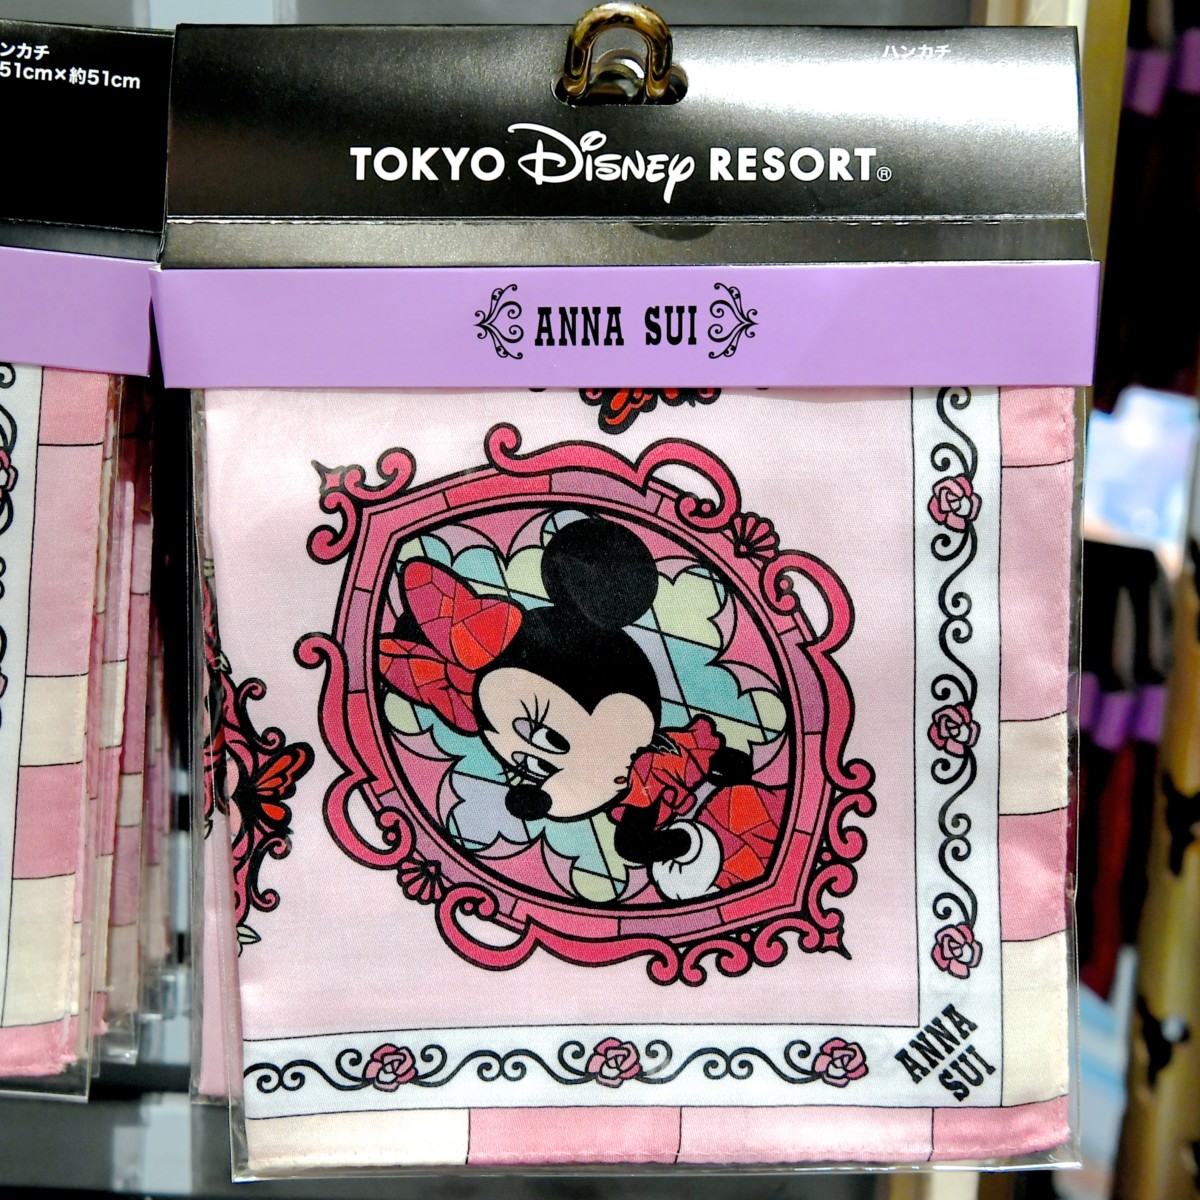 ンカチ
51cm×約51cm
ハンカチ
TOKYO Disney RESORT®
ANNA SUI
ANNA
SUI